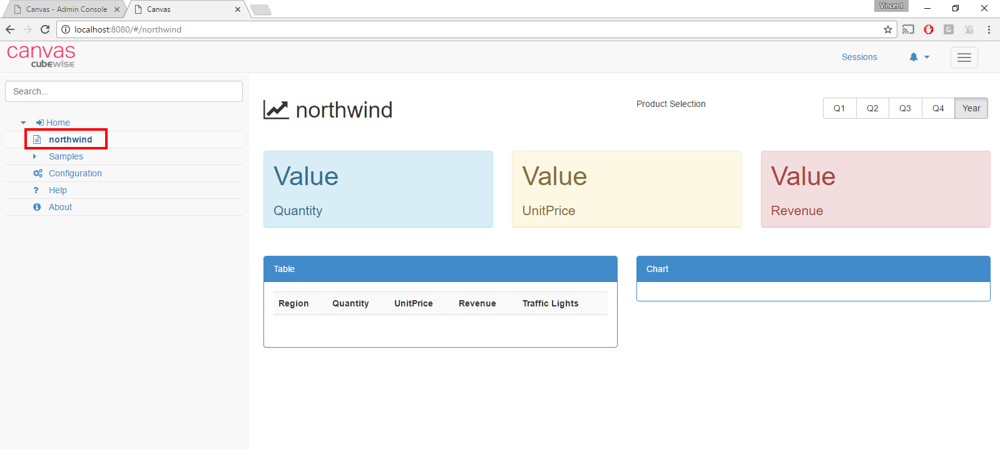 Canvas - Admin Console
Canvas
Vincent
localhost:8080/#/northwind
G
canvas
cubewise
Sessions
Search...
Home
northwind
Samples
Configuration
? Help
About
northwind
Product Selection
Q1 Q2 Q3 Q4 Year
Value
Quantity
Value
UnitPrice
Value
Revenue
Table
Region Quantity UnitPrice Revenue Traffic Lights
Chart